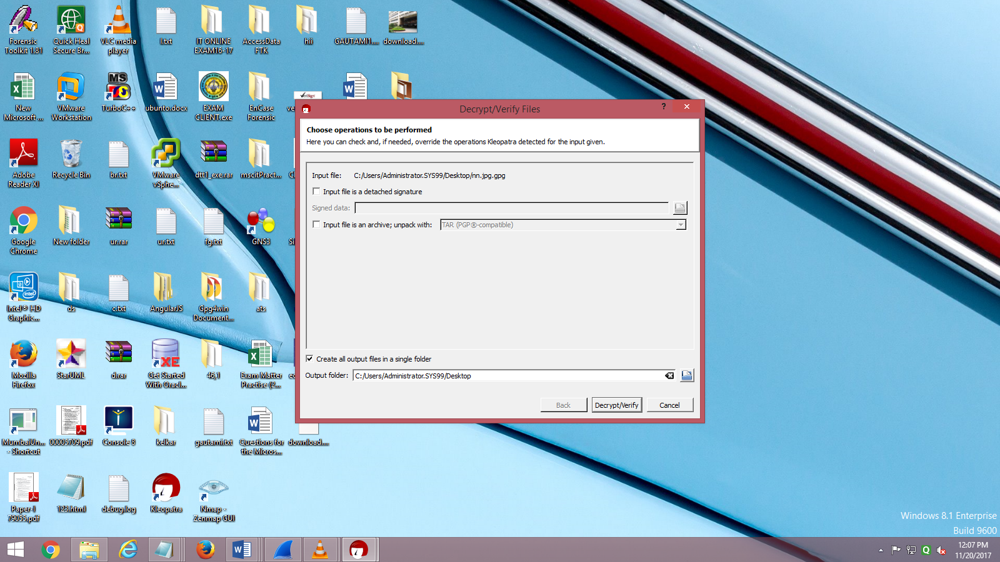 Forensic
Toolkit 1.81
Quick Heal
Secure Br...
VLC media
player
l.txt
IT ONLINE
EXAM16-17
AccessData
FTK
hii
GAUTAMI1....
download....
New
Microsoft ...
VMware
Workstation
MS
TurboC++
ubunto.docx
EXAM
CLIENT.exe
EnCase
Forensic
VeriSign
Adobe
Reader XI
Recycle Bin
br.txt
VMware
vSphe...
dtt1_exe.rar
mscitPract...
Google
Chrome
New folder
ur.rar
ur.txt
fg.txt
GNS3
Intel® HD
Graphic...
ds
c.txt
AngularJS
Gpg4win
Document...
ats
Mozilla
Firefox
StarUML
d.rar
XE
Get Started
With Oracl...
46,1
Exam Matter
Practise (2...
MumbaiUn...
- Shortcut
00005709.pdf
Console 8
kelkar
gautami.txt
Questions for
the Micros...
download....
Paper-I
79055.pdf
123.html
debug.log
Kleopatra
Nmap -
Zenmap GUI
Decrypt/Verify Files
?
Choose operations to be performed
Here you can check and, if needed, override the operations Kleopatra detected for the input given.
Input file: C:/Users/Administrator.SYS99/Desktop/nn.jpg.gpg
Input file is a detached signature
Signed data:
Input file is an archive; unpack with: TAR (PGP®-compatible)
Create all output files in a single folder
Output folder: C:/Users/Administrator.SYS99/Desktop
Back
Decrypt/Verify
Cancel
Windows 8.1 Enterprise
Build 9600
12:07 PM
11/20/2017